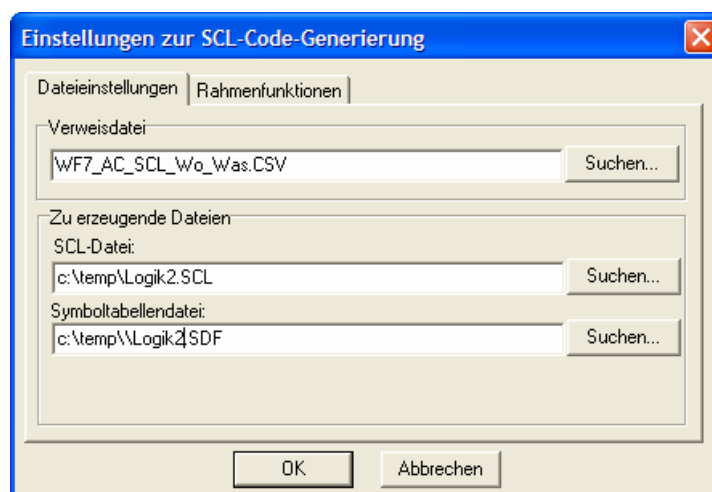 Einstellungen zur SCL-Code-Generierung
Dateieinstellungen Rahmenfunktionen
Verweisdatei
WF7_AC_SCL_Wo_Was.CSV Suchen...
Zu erzeugende Dateien
SCL-Datei:
c:\temp\Logik2.SCL Suchen...
Symboltabellendatei:
c:\temp\\Logik2.SDF Suchen...
OK Abbrechen